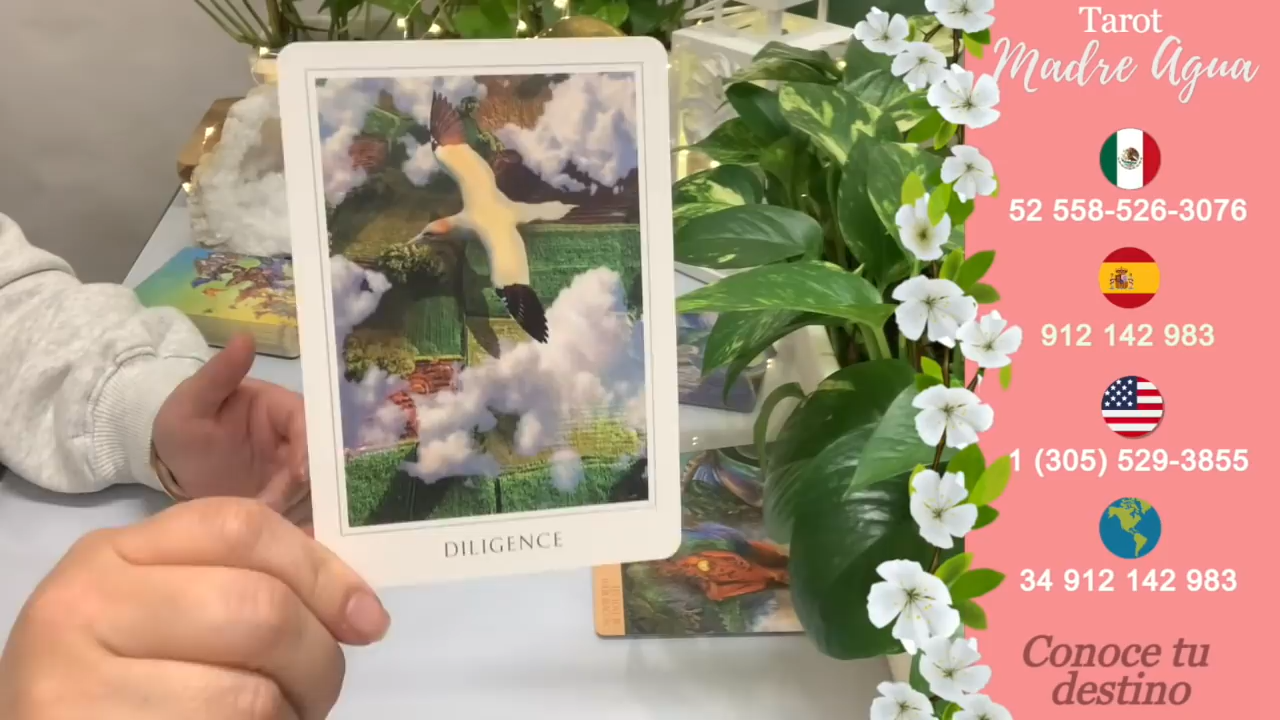 DILIGENCE
Tarot
Madre Agua
52 558-526-3076
912 142 983
1 (305) 529-3855
34 912 142 983
Conoce tu
destino